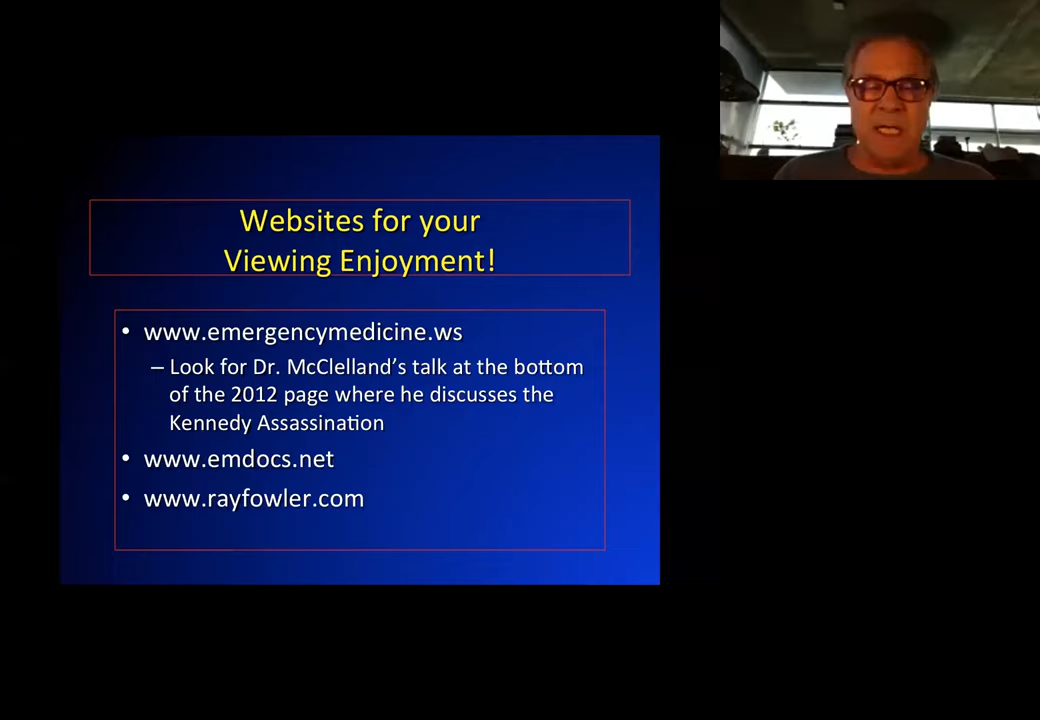 Websites for your
Viewing Enjoyment!
• www.emergencymedicine.ws
– Look for Dr. McClelland’s talk at the bottom
of the 2012 page where he discusses the
Kennedy Assassination
• www.emdocs.net
• www.rayfowler.com